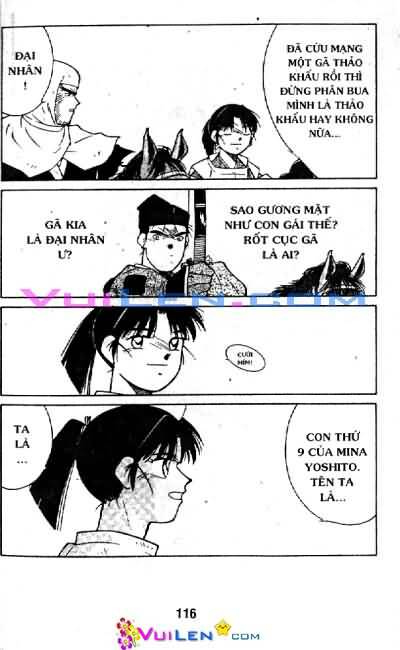 ĐẠI
NHÂN
!
ĐÃ CỨU MẠNG
MỘT GÃ THẢO
KHẤU RỒI THÌ
ĐỪNG PHÂN BUA
MÌNH LÀ THẢO
KHẤU HAY KHÔNG
NỮA...
GÃ KIA
LÀ ĐẠI NHÂN
Ư?
SAO GƯƠNG MẶT
NHƯ CON GÁI THẾ?
RỐT CỤC GÃ
LÀ AI?
VUILEN.COM
CƯỜI
MỈM!
TA
LÀ
...
CON THỨ
9 CỦA MINA
YOSHITO.
TÊN TA
LÀ...
116
VUILEN.COM